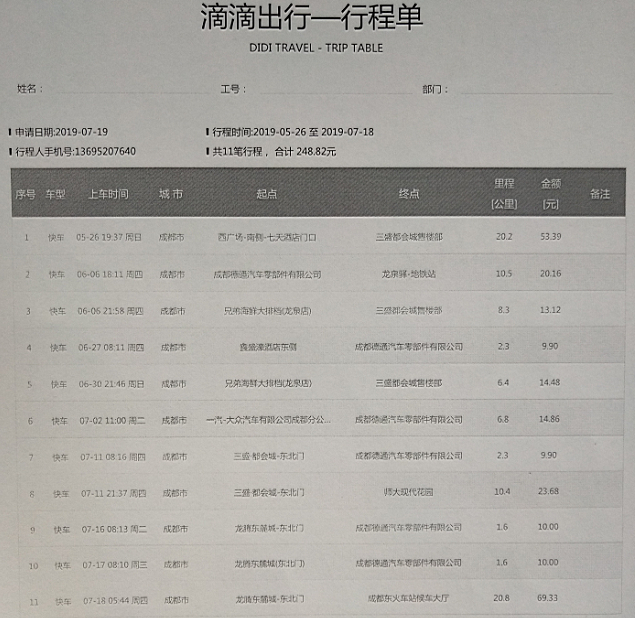 滴滴出行—行程单
DIDI TRAVEL - TRIP TABLE
姓名： 工号： 部门：
申请日期:2019-07-19 行程时间:2019-05-26 至 2019-07-18
行程人手机号:13695207640 共11笔行程，合计 248.82元
序号 车型 上车时间 城市 起点 终点 里程[公里] 金额[元] 备注
1 快车 05-26 19:37 周日 成都市 西广场-南侧-七天酒店门口 三盛都会城售楼部 20.2 53.39
2 快车 06-06 18:11 周四 成都市 成都德通汽车零部件有限公司 龙泉驿-地铁站 10.5 20.16
3 快车 06-06 21:58 周四 成都市 兄弟海鲜大排档(龙泉店) 三盛都会城售楼部 8.3 13.12
4 快车 06-27 08:11 周四 成都市 鑫盛濠酒店东侧 成都德通汽车零部件有限公司 2.3 9.90
5 快车 06-30 21:46 周日 成都市 兄弟海鲜大排档(龙泉店) 三盛都会城售楼部 6.4 14.48
6 快车 07-02 11:00 周二 成都市 一汽-大众汽车有限公司成都分公... 成都德通汽车零部件有限公司 6.8 14.86
7 快车 07-11 08:16 周四 成都市 三盛·都会城-东北门 成都德通汽车零部件有限公司 2.3 9.90
8 快车 07-11 21:37 周四 成都市 三盛·都会城-东北门 师大现代花园 10.4 23.68
9 快车 07-16 08:13 周二 成都市 龙腾东麓城-东北门 成都德通汽车零部件有限公司 1.6 10.00
10 快车 07-17 08:10 周三 成都市 龙腾东麓城(东北门) 成都德通汽车零部件有限公司 1.6 10.00
11 快车 07-18 05:44 周四 成都市 龙腾东麓城-东北门 成都东火车站候车大厅 20.8 69.33